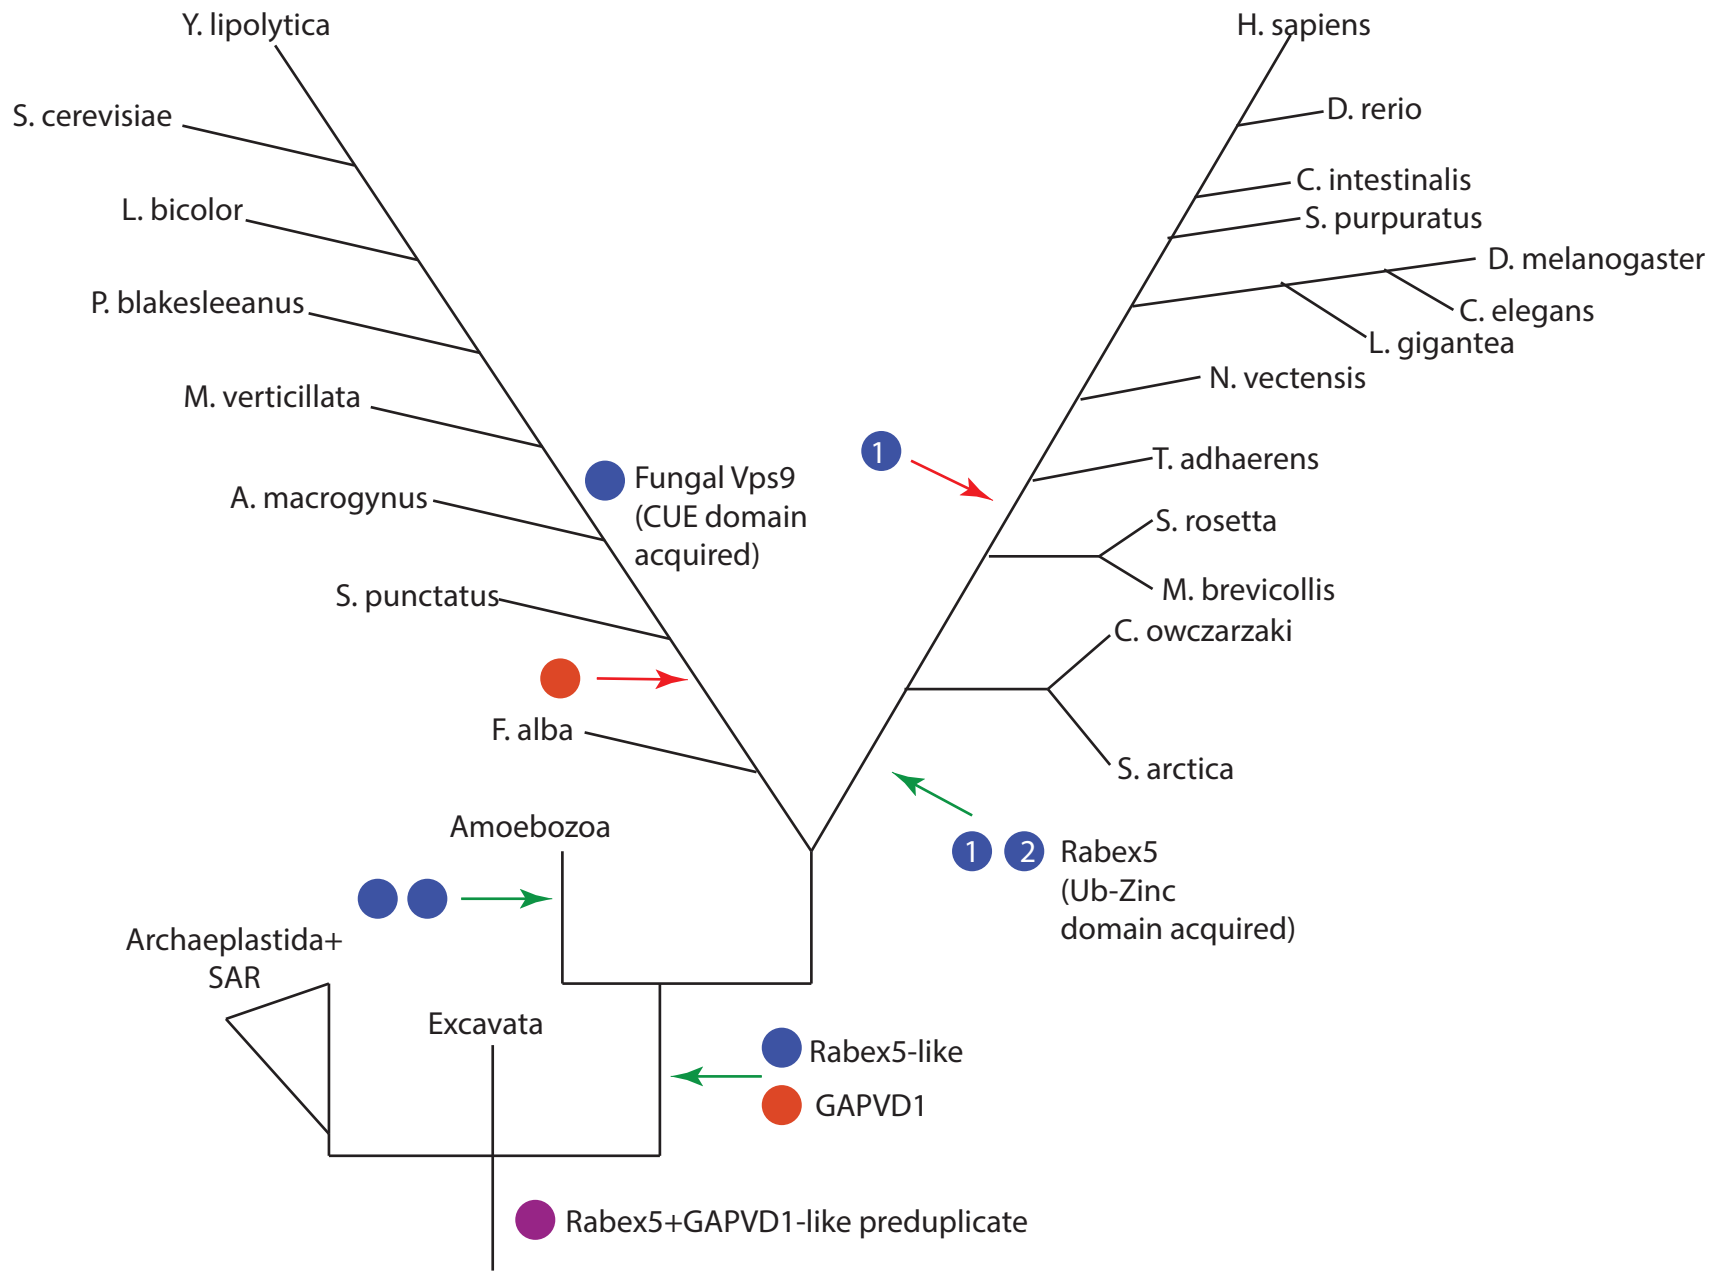 Y. lipolytica
H. sapiens
S. cerevisiae
D. rerio
L. bicolor
C. intestinalis
S. purpuratus
D. melanogaster
P. blakesleeanus
C. elegans
L. gigantea
M. verticillata
N. vectensis
1
T. adhaerens
Fungal Vps9
(CUE domain
acquired)
A. macrogynus
S. rosetta
S. punctatus
M. brevicollis
C. owczarzaki
F. alba
S. arctica
Amoebozoa
1 2 Rabex5
(Ub-Zinc
domain acquired)
Archaeplastida+
SAR
Excavata
Rabex5-like
GAPVD1
Rabex5+GAPVD1-like preduplicate